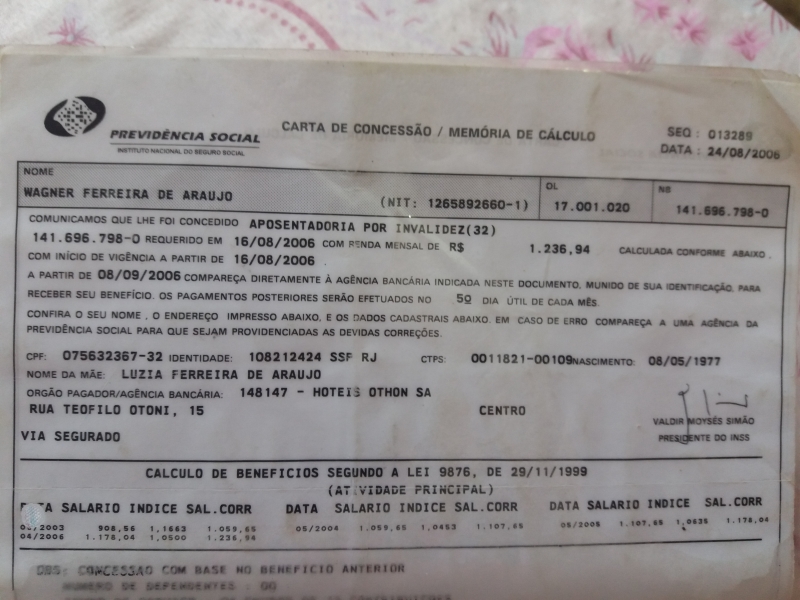 PREVIDÊNCIA SOCIAL
INSTITUTO NACIONAL DO SEGURO SOCIAL
CARTA DE CONCESSÃO / MEMÓRIA DE CÁLCULO
SEQ : 013289
DATA : 24/08/2006
NOME
WAGNER FERREIRA DE ARAUJO
(NIT: 1265892660-1)
OL
17.001.020
NB
141.696.798-0
COMUNICAMOS QUE LHE FOI CONCEDIDO APOSENTADORIA POR INVALIDEZ(32)
141.696.798-0 REQUERIDO EM 16/08/2006 COM RENDA MENSAL DE R$ 1.236,94 CALCULADA CONFORME ABAIXO ,
COM INÍCIO DE VIGÊNCIA A PARTIR DE 16/08/2006 .
A PARTIR DE 08/09/2006 COMPAREÇA DIRETAMENTE À AGÊNCIA BANCÁRIA INDICADA NESTE DOCUMENTO, MUNIDO DE SUA IDENTIFICAÇÃO, PARA
RECEBER SEU BENEFÍCIO. OS PAGAMENTOS POSTERIORES SERÃO EFETUADOS NO 5º DIA ÚTIL DE CADA MÊS.
CONFIRA O SEU NOME , O ENDEREÇO IMPRESSO ABAIXO, E OS DADOS CADASTRAIS ABAIXO. EM CASO DE ERRO COMPAREÇA A UMA AGÊNCIA DA
PREVIDÊNCIA SOCIAL PARA QUE SEJAM PROVIDENCIADAS AS DEVIDAS CORREÇÕES.
CPF: 075632367-32 IDENTIDADE: 108212424 SSP RJ CTPS: 0011821-00109 NASCIMENTO: 08/05/1977
NOME DA MÃE: LUZIA FERREIRA DE ARAUJO
ORGÃO PAGADOR/AGÊNCIA BANCÁRIA: 148147 - HOTEIS OTHON SA
RUA TEOFILO OTONI, 15 CENTRO
VALDIR MOYSÉS SIMÃO
PRESIDENTE DO INSS
VIA SEGURADO
CALCULO DE BENEFICIOS SEGUNDO A LEI 9876, DE 29/11/1999
(ATIVIDADE PRINCIPAL)
DATA SALARIO INDICE SAL.CORR DATA SALARIO INDICE SAL.CORR DATA SALARIO INDICE SAL.CORR
/2003 908,56 1,1663 1.059,65 05/2004 1.059,65 1,0453 1.107,65 05/2005 1.107,65 1,0635 1.178,04
04/2006 1.178,04 1,0500 1.236,94
OBS: CONCESSAO COM BASE NO BENEFICIO ANTERIOR
NUMERO DE DEPENDENTES : 00